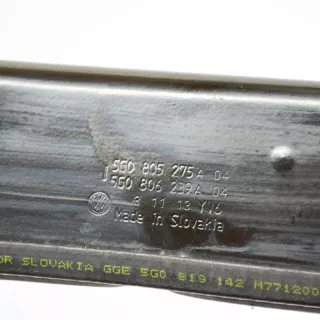 5G0 805 275A 04
5G0 806 239A 04
3 11 13 Y/6
Made in Slovakia
OR SLOVAKIA GGE 5G0 819 142 M771200